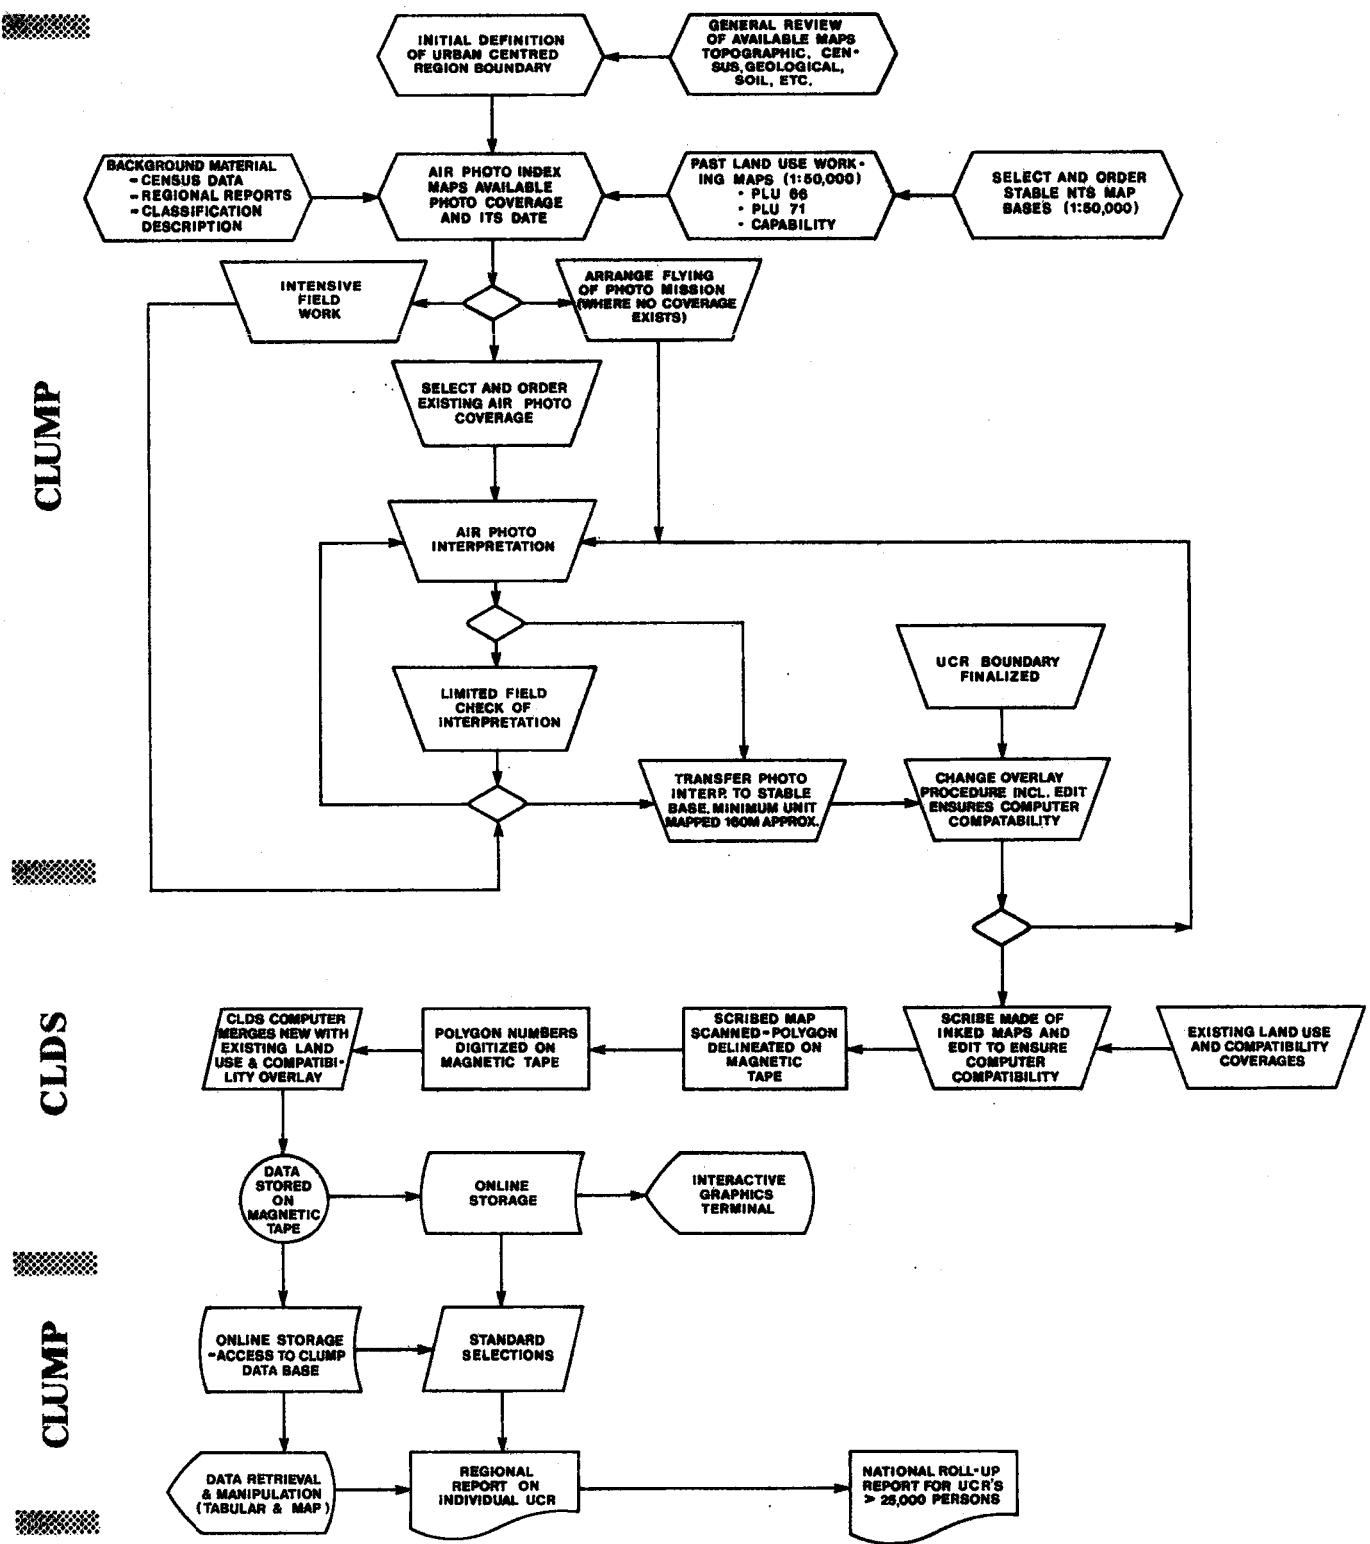 INITIAL DEFINITION
OF URBAN CENTRED
REGION BOUNDARY
GENERAL REVIEW
OF AVAILABLE MAPS
TOPOGRAPHIC, CEN-
SUS, GEOLOGICAL,
SOIL, ETC.
BACKGROUND MATERIAL
- CENSUS DATA
- REGIONAL REPORTS
- CLASSIFICATION
DESCRIPTION
AIR PHOTO INDEX
MAPS AVAILABLE
PHOTO COVERAGE
AND ITS DATE
PAST LAND USE WORK-
ING MAPS (1:50,000)
• PLU 66
• PLU 71
• CAPABILITY
SELECT AND ORDER
STABLE NTS MAP
BASES (1:50,000)
INTENSIVE
FIELD
WORK
ARRANGE FLYING
OF PHOTO MISSION
(WHERE NO COVERAGE
EXISTS)
SELECT AND ORDER
EXISTING AIR PHOTO
COVERAGE
CLUMP
AIR PHOTO
INTERPRETATION
LIMITED FIELD
CHECK OF
INTERPRETATION
UCR BOUNDARY
FINALIZED
TRANSFER PHOTO
INTERP. TO STABLE
BASE. MINIMUM UNIT
MAPPED 160M APPROX.
CHANGE OVERLAY
PROCEDURE INCL. EDIT
ENSURES COMPUTER
COMPATABILITY
CLDS
CLDS COMPUTER
MERGES NEW WITH
EXISTING LAND
USE & COMPATIBI-
LITY OVERLAY
POLYGON NUMBERS
DIGITIZED ON
MAGNETIC TAPE
SCRIBED MAP
SCANNED-POLYGON
DELINEATED ON
MAGNETIC
TAPE
SCRIBE MADE OF
INKED MAPS AND
EDIT TO ENSURE
COMPUTER
COMPATIBILITY
EXISTING LAND USE
AND COMPATIBILITY
COVERAGES
DATA
STORED
ON
MAGNETIC
TAPE
ONLINE
STORAGE
INTERACTIVE
GRAPHICS
TERMINAL
CLUMP
ONLINE STORAGE
-ACCESS TO CLUMP
DATA BASE
STANDARD
SELECTIONS
DATA RETRIEVAL
& MANIPULATION
(TABULAR & MAP)
REGIONAL
REPORT ON
INDIVIDUAL UCR
NATIONAL ROLL-UP
REPORT FOR UCR'S
> 25,000 PERSONS